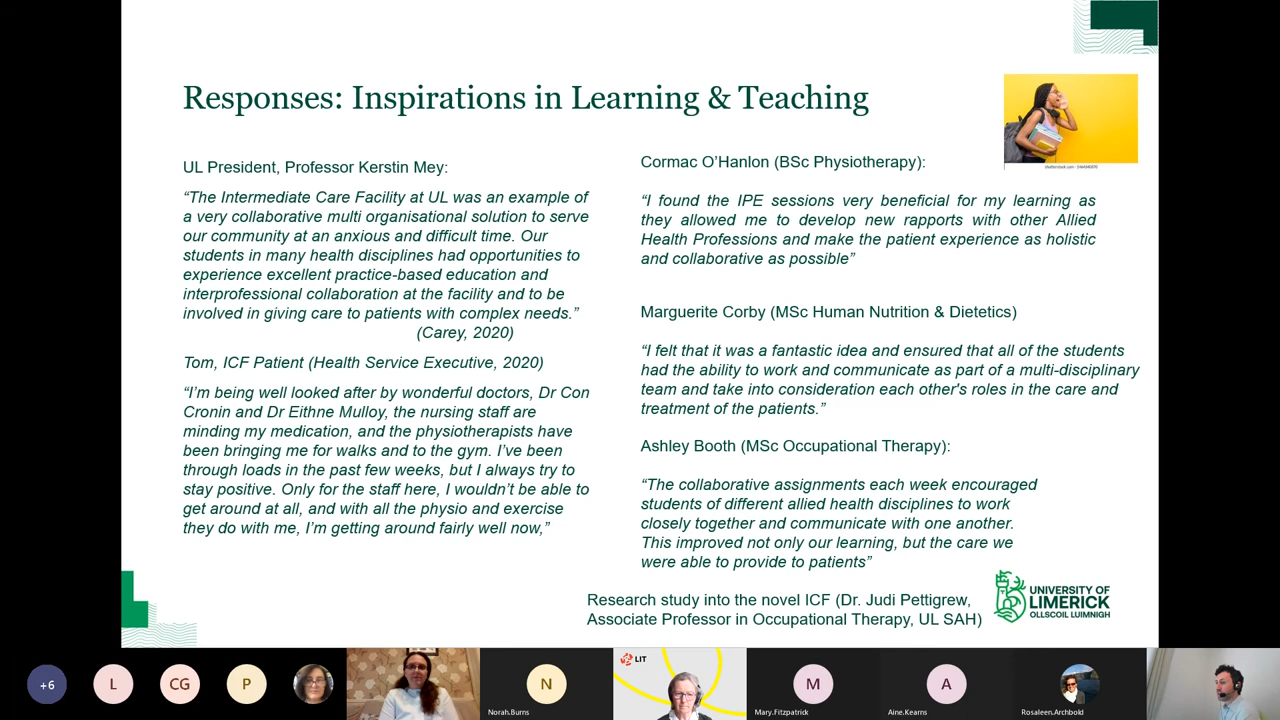 Responses: Inspirations in Learning & Teaching
UL President, Professor Kerstin Mey:
“The Intermediate Care Facility at UL was an example of
a very collaborative multi organisational solution to serve
our community at an anxious and difficult time. Our
students in many health disciplines had opportunities to
experience excellent practice-based education and
interprofessional collaboration at the facility and to be
involved in giving care to patients with complex needs.”
(Carey, 2020)
Tom, ICF Patient (Health Service Executive, 2020)
“I’m being well looked after by wonderful doctors, Dr Con
Cronin and Dr Eithne Mulloy, the nursing staff are
minding my medication, and the physiotherapists have
been bringing me for walks and to the gym. I’ve been
through loads in the past few weeks, but I always try to
stay positive. Only for the staff here, I wouldn’t be able to
get around at all, and with all the physio and exercise
they do with me, I’m getting around fairly well now,”
Cormac O’Hanlon (BSc Physiotherapy):
“I found the IPE sessions very beneficial for my learning as
they allowed me to develop new rapports with other Allied
Health Professions and make the patient experience as holistic
and collaborative as possible”
Marguerite Corby (MSc Human Nutrition & Dietetics)
“I felt that it was a fantastic idea and ensured that all of the students
had the ability to work and communicate as part of a multi-disciplinary
team and take into consideration each other's roles in the care and
treatment of the patients.”
Ashley Booth (MSc Occupational Therapy):
“The collaborative assignments each week encouraged
students of different allied health disciplines to work
closely together and communicate with one another.
This improved not only our learning, but the care we
were able to provide to patients”
Research study into the novel ICF (Dr. Judi Pettigrew,
Associate Professor in Occupational Therapy, UL SAH)
UNIVERSITY OF
LIMERICK
OLLSCOIL LUIMNIGH
+6
L
CG
P
N
Norah.Burns
LIT
M
Mary.Fitzpatrick
A
Aine.Kearns
Rosaleen.Archbold